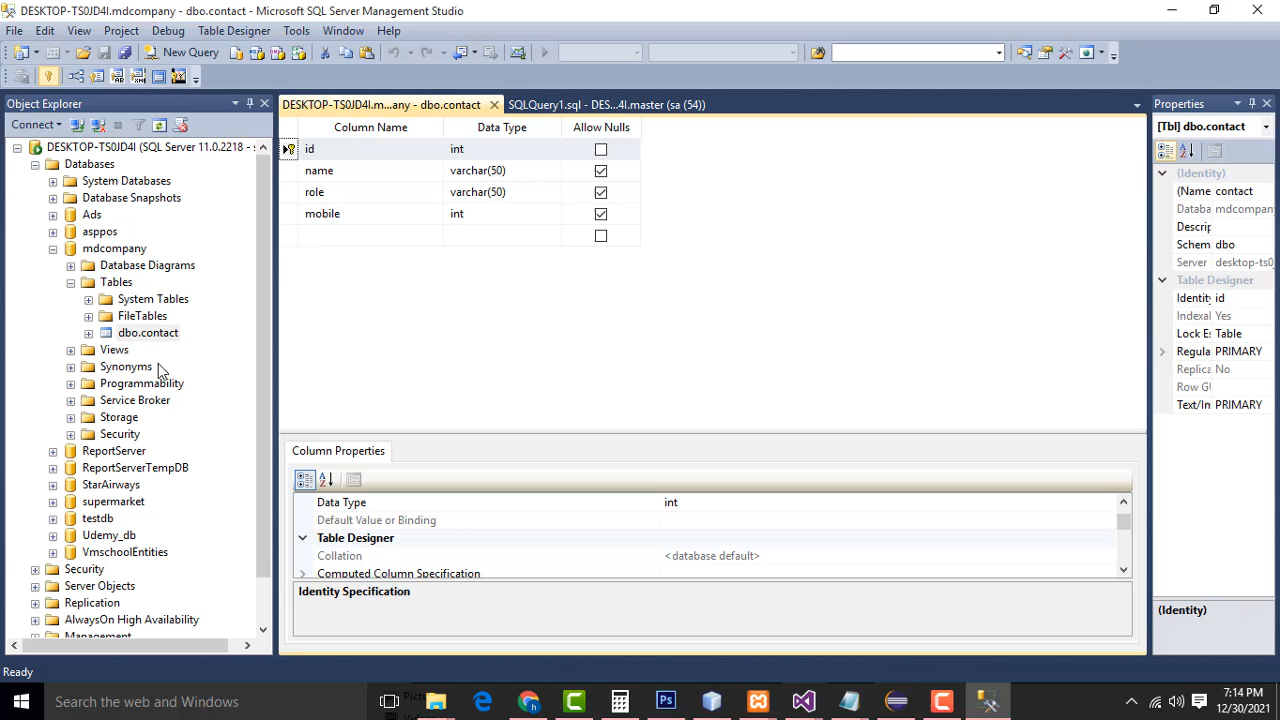 DESKTOP-TS0JD4I.mdcompany - dbo.contact - Microsoft SQL Server Management Studio
File Edit View Project Debug Table Designer Tools Window Help
New Query
Object Explorer
DESKTOP-TS0JD4I.m...any - dbo.contact
SQLQuery1.sql - DES...4I.master (sa (54))
Properties
Connect
[Tbl] dbo.contact
DESKTOP-TS0JD4I (SQL Server 11.0.2218 - s
Databases
System Databases
Database Snapshots
Ads
asppos
mdcompany
Database Diagrams
Tables
System Tables
FileTables
dbo.contact
Views
Synonyms
Programmability
Service Broker
Storage
Security
ReportServer
ReportServerTempDB
StarAirways
supermarket
testdb
Udemy_db
VmschoolEntities
Security
Server Objects
Replication
AlwaysOn High Availability
Management
Column Name Data Type Allow Nulls
id int
name varchar(50)
role varchar(50)
mobile int
Column Properties
Data Type int
Default Value or Binding
Table Designer
Collation <database default>
Computed Column Specification
Identity Specification
(Identity)
(Name contact
Databa mdcompany
Descrip
Schem dbo
Server desktop-ts0
Table Designer
Identity id
Indexal Yes
Lock Es Table
Regula PRIMARY
Replica No
Row GU
Text/Im PRIMARY
(Identity)
Ready
Search the web and Windows
7:14 PM
12/30/2021